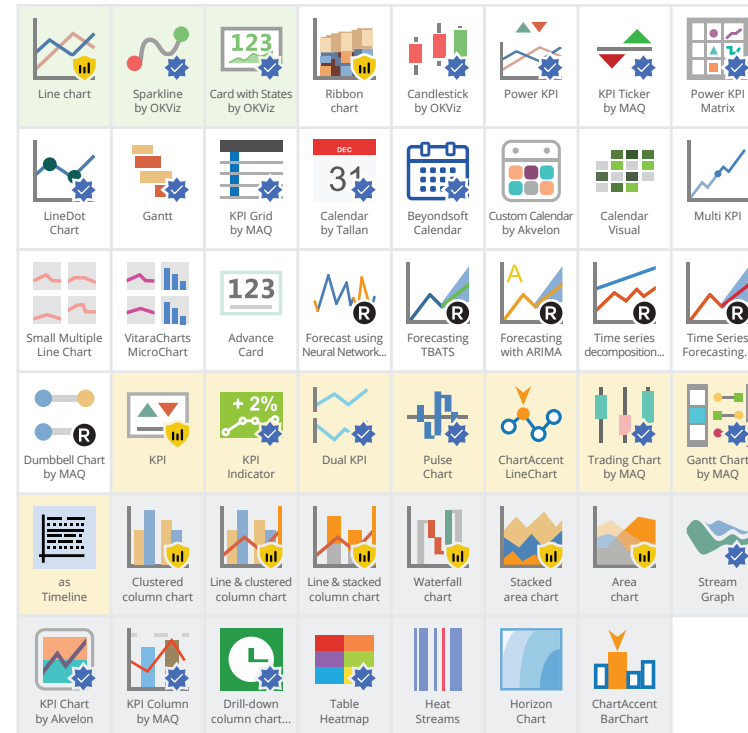 Line chart
Sparkline
by OKViz
123
Card with States
by OKViz
Ribbon
chart
Candlestick
by OKViz
Power KPI
KPI Ticker
by MAQ
Power KPI
Matrix
LineDot
Chart
Gantt
KPI Grid
by MAQ
DEC
31
Calendar
by Tallan
Beyondsoft
Calendar
Custom Calendar
by Akvelon
Calendar
Visual
Multi KPI
Small Multiple
Line Chart
VitaraCharts
MicroChart
123
Advance
Card
R
Forecast using
Neural Network...
R
Forecasting
TBATS
A
R
Forecasting
with ARIMA
R
Time series
decomposition...
R
Time Series
Forecasting...
R
Dumbbell Chart
by MAQ
KPI
+ 2%
KPI
Indicator
Dual KPI
Pulse
Chart
ChartAccent
LineChart
Trading Chart
by MAQ
Gantt Chart
by MAQ
as
Timeline
Clustered
column chart
Line & clustered
column chart
Line & stacked
column chart
Waterfall
chart
Stacked
area chart
Area
chart
Stream
Graph
KPI Chart
by Akvelon
KPI Column
by MAQ
Drill-down
column chart...
Table
Heatmap
Heat
Streams
Horizon
Chart
ChartAccent
BarChart